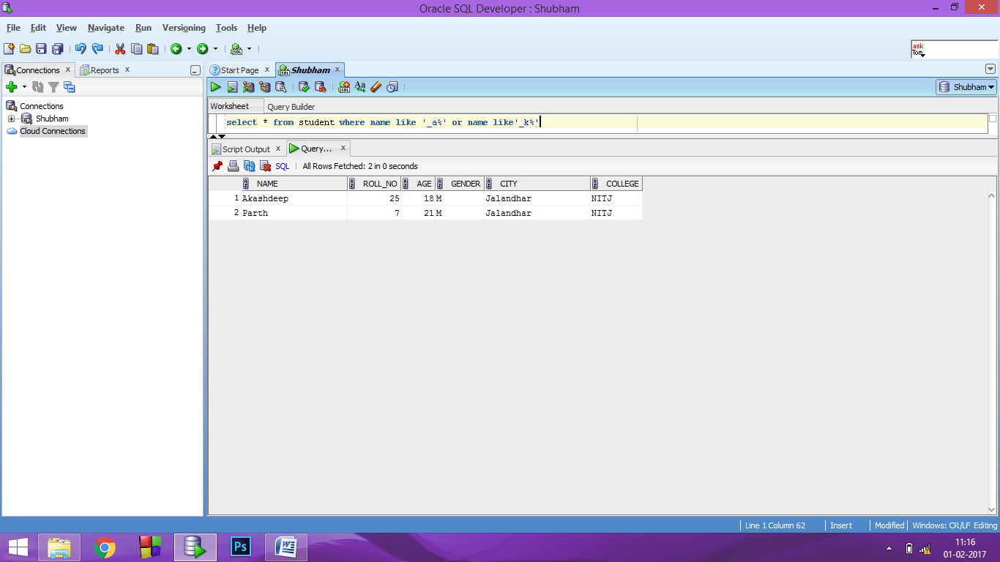 Oracle SQL Developer : Shubham
File Edit View Navigate Run Versioning Tools Help
ask
Tom
Connections x Reports x
Start Page x Shubham x
SQL Aa
Shubham
Connections
Shubham
Cloud Connections
Worksheet Query Builder
select * from student where name like '_a%' or name like'_k%'
Script Output x Query... x
SQL | All Rows Fetched: 2 in 0 seconds
NAME ROLL_NO AGE GENDER CITY COLLEGE
1 Akashdeep 25 18 M Jalandhar NITJ
2 Parth 7 21 M Jalandhar NITJ
Line 1 Column 62 | Insert | Modified | Windows: CR/LF Editing
Ps
11:16
01-02-2017